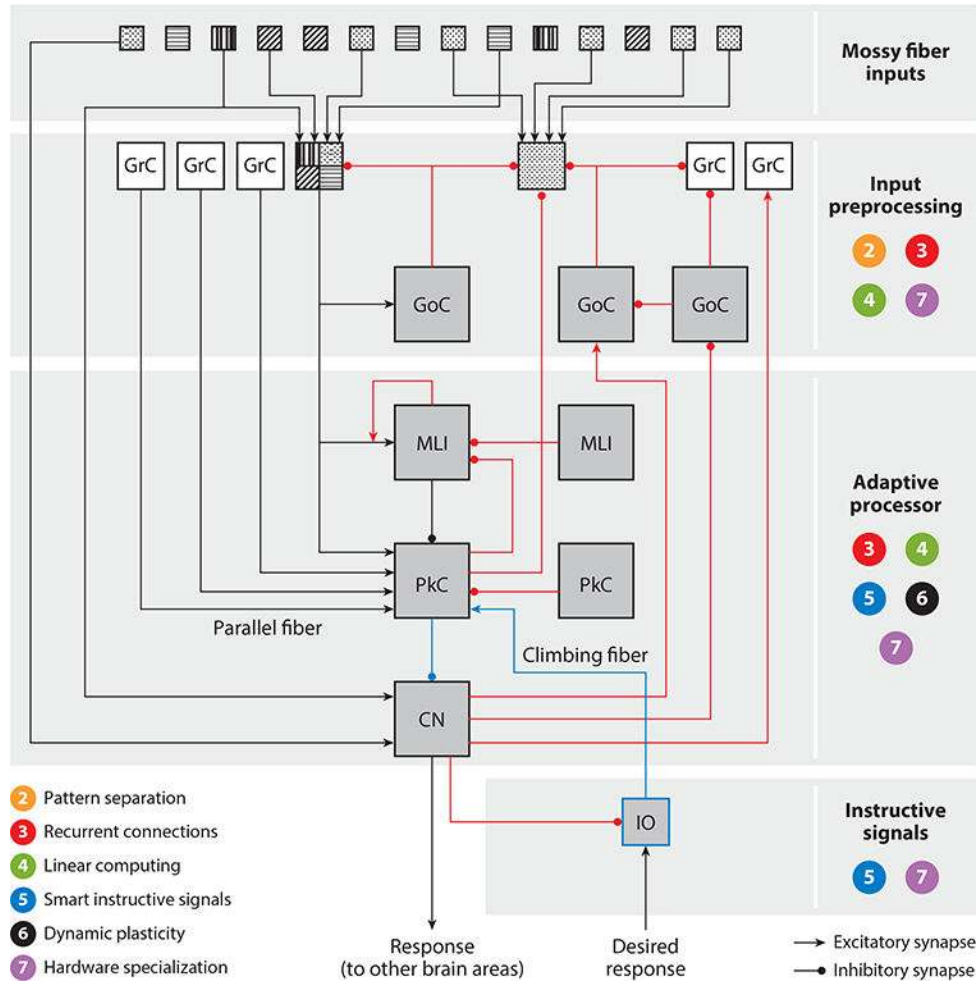 Mossy fiber
inputs
GrC GrC GrC GrC GrC
Input
preprocessing
2 3
4 7
GoC GoC GoC
MLI MLI
Adaptive
processor
3 4
5 6
7
PkC PkC
Parallel fiber
Climbing fiber
CN
2 Pattern separation
3 Recurrent connections
4 Linear computing
5 Smart instructive signals
6 Dynamic plasticity
7 Hardware specialization
IO
Instructive
signals
5 7
Response
(to other brain areas)
Desired
response
Excitatory synapse
Inhibitory synapse